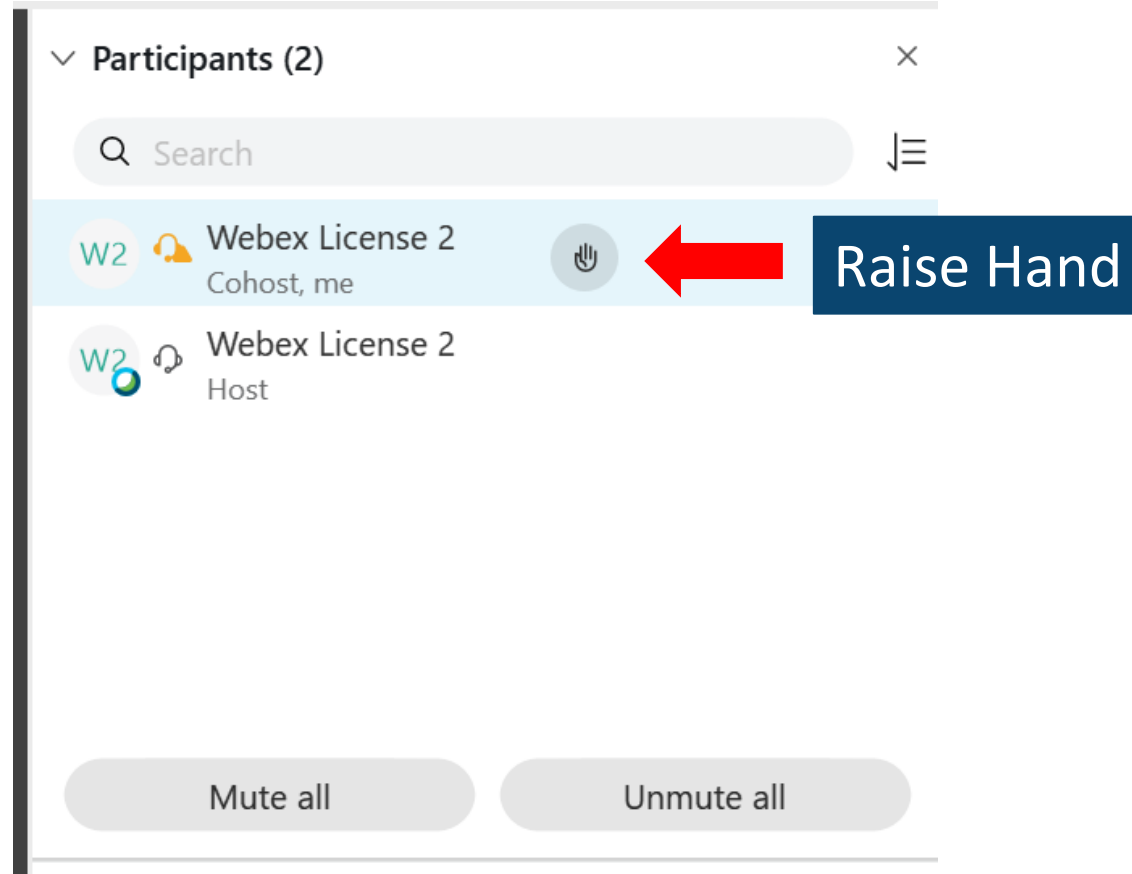 Participants (2)
Search
W2 Webex License 2
Cohost, me
Raise Hand
W2 Webex License 2
Host
Mute all Unmute all